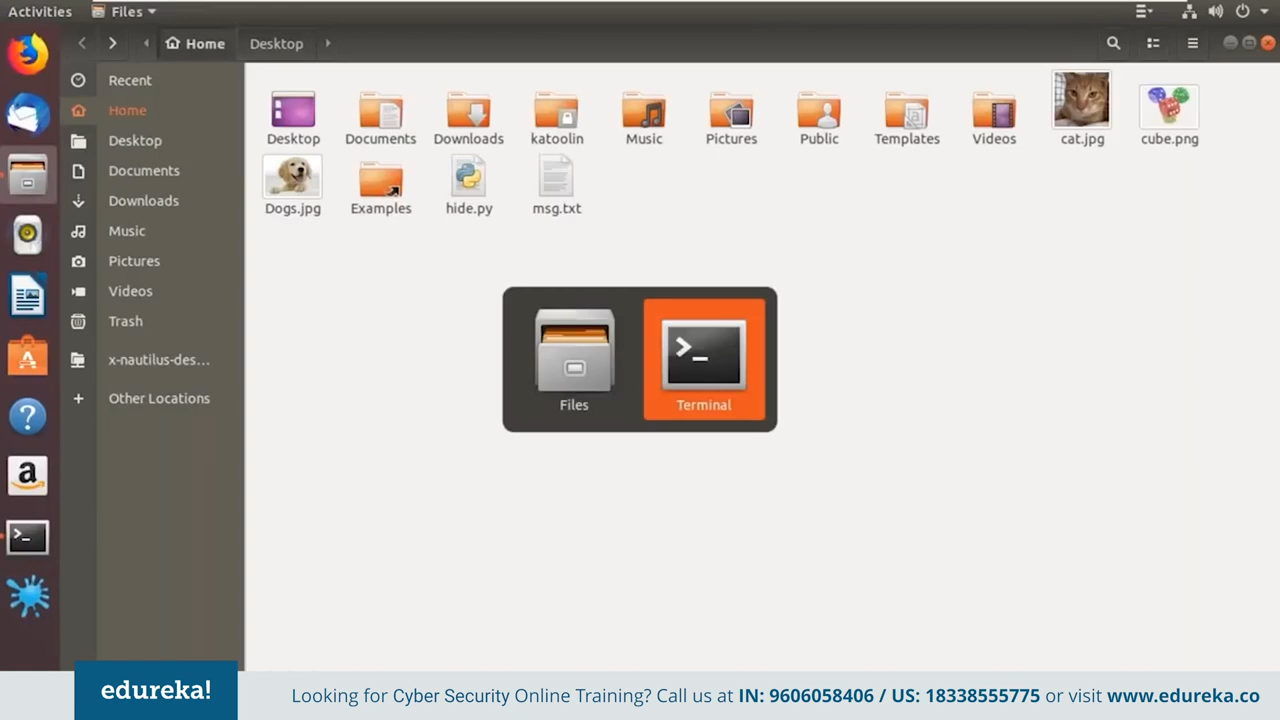 Activities
Files
Home
Desktop
Recent
Home
Desktop
Documents
Downloads
Music
Pictures
Videos
Trash
x-nautilus-des...
Other Locations
Desktop
Documents
Downloads
katoolin
Music
Pictures
Public
Templates
Videos
cat.jpg
cube.png
Dogs.jpg
Examples
hide.py
msg.txt
Files
Terminal
edureka!
Looking for Cyber Security Online Training? Call us at IN: 9606058406 / US: 18338555775 or visit www.edureka.co